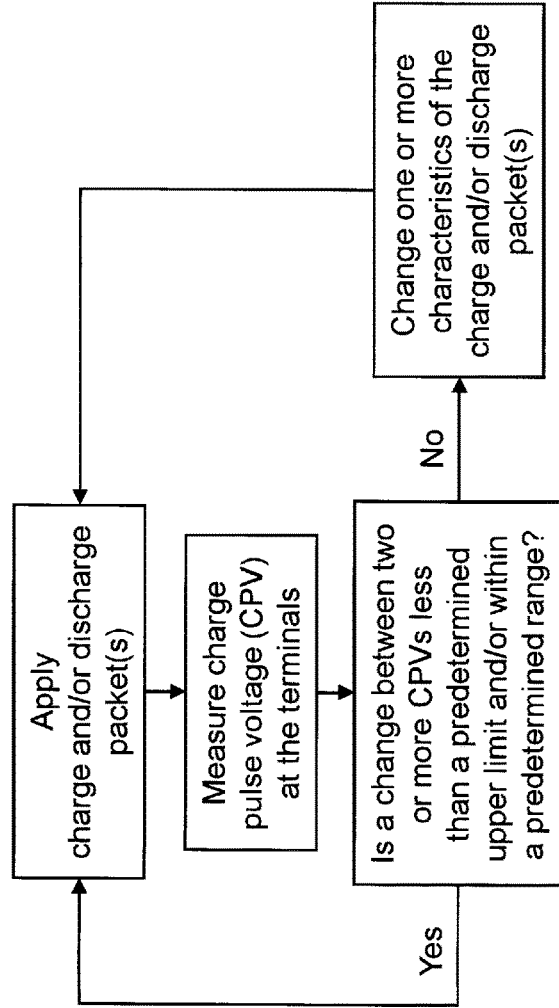 Apply
charge and/or discharge
packet(s)
Measure charge
pulse voltage (CPV)
at the terminals
Is a change between two
or more CPVs less
than a predetermined
upper limit and/or within
a predetermined range?
Yes
No
Change one or more
characteristics of the
charge and/or discharge
packet(s)